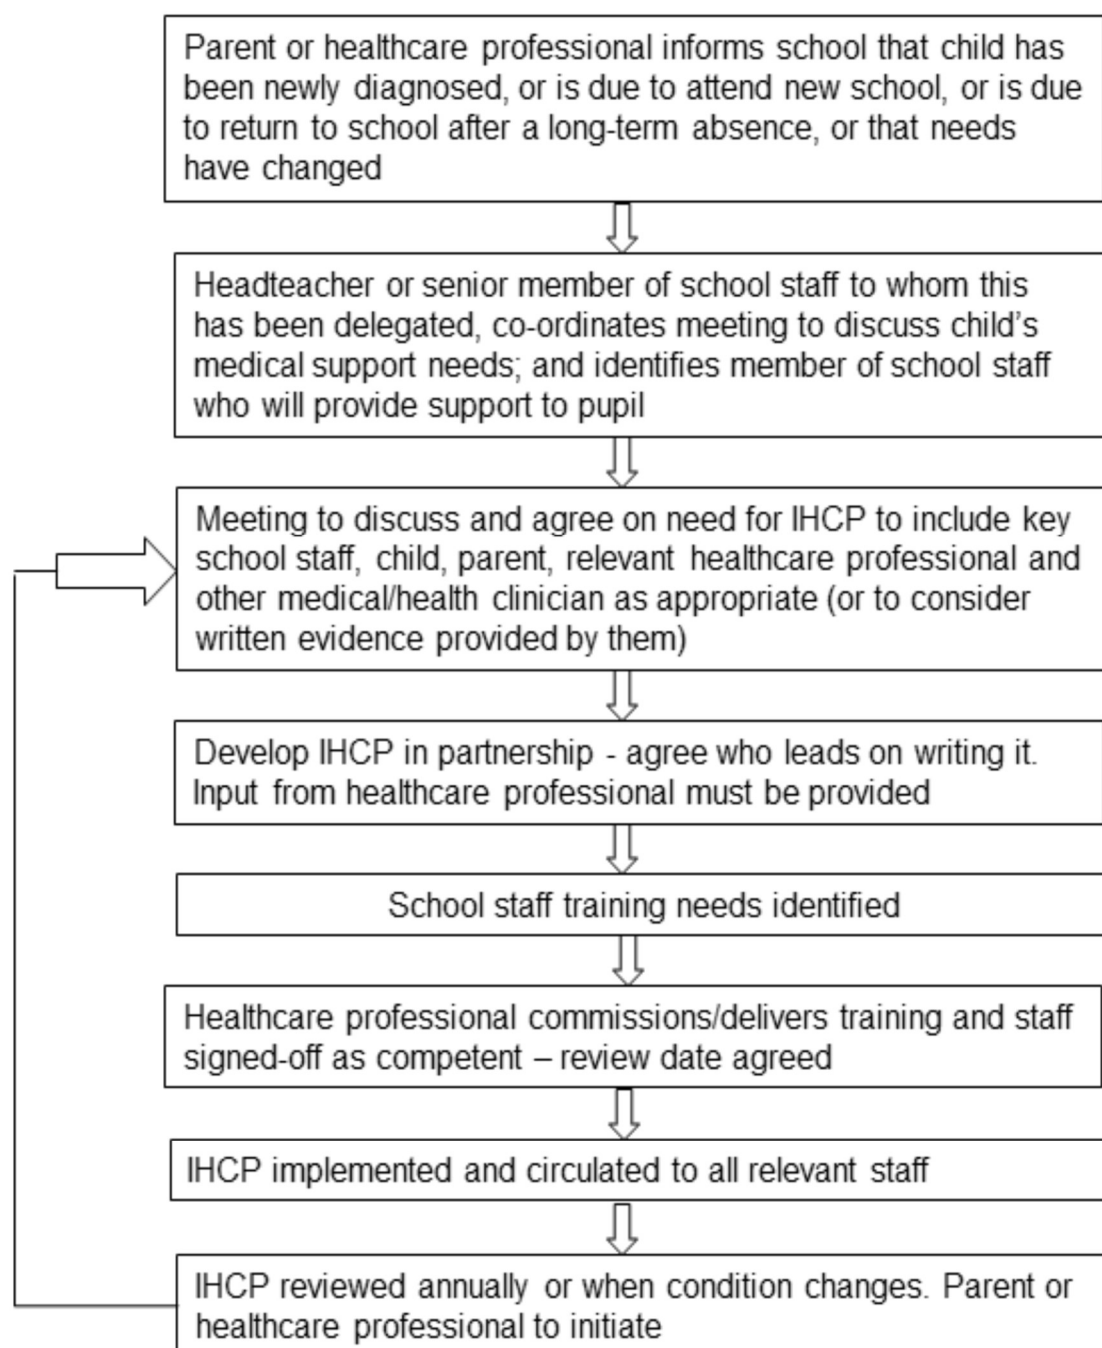 Parent or healthcare professional informs school that child has
been newly diagnosed, or is due to attend new school, or is due
to return to school after a long-term absence, or that needs
have changed
Headteacher or senior member of school staff to whom this
has been delegated, co-ordinates meeting to discuss child's
medical support needs; and identifies member of school staff
who will provide support to pupil
Meeting to discuss and agree on need for IHCP to include key
school staff, child, parent, relevant healthcare professional and
other medical/health clinician as appropriate (or to consider
written evidence provided by them)
Develop IHCP in partnership - agree who leads on writing it.
Input from healthcare professional must be provided
School staff training needs identified
Healthcare professional commissions/delivers training and staff
signed-off as competent – review date agreed
IHCP implemented and circulated to all relevant staff
IHCP reviewed annually or when condition changes. Parent or
healthcare professional to initiate